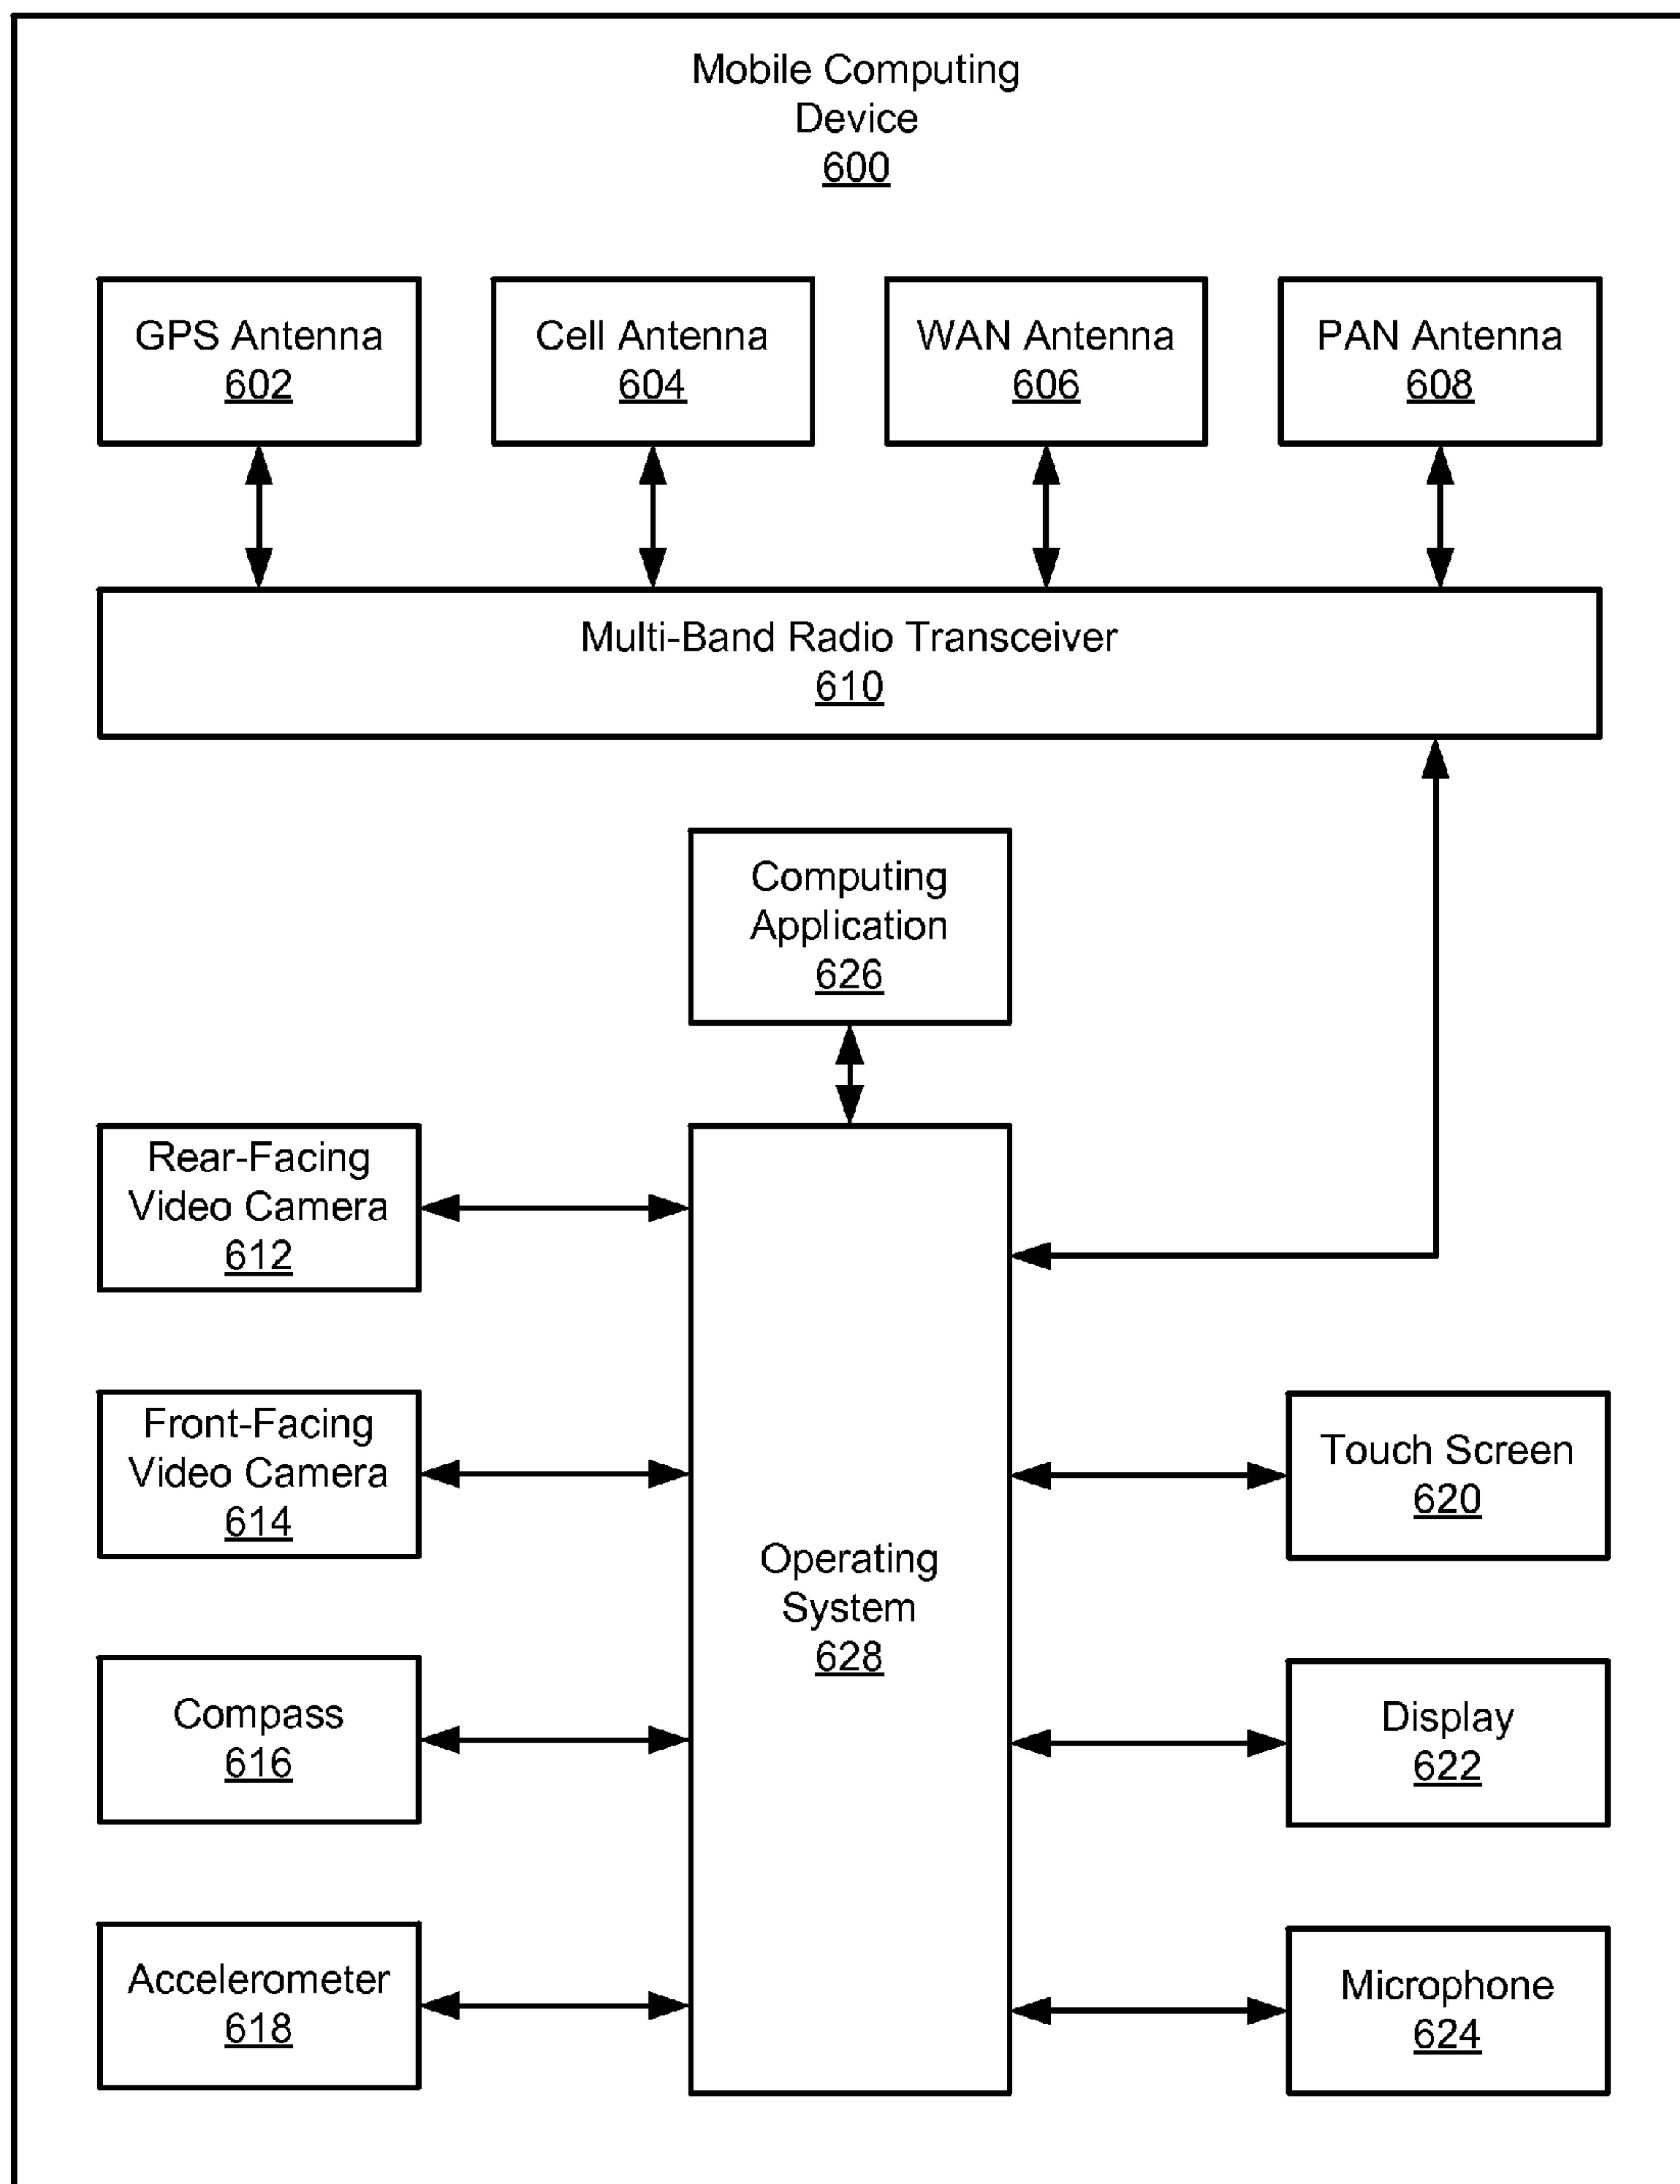 Mobile Computing
Device
600
GPS Antenna
602
Cell Antenna
604
WAN Antenna
606
PAN Antenna
608
Multi-Band Radio Transceiver
610
Computing
Application
626
Rear-Facing
Video Camera
612
Front-Facing
Video Camera
614
Compass
616
Accelerometer
618
Operating
System
628
Touch Screen
620
Display
622
Microphone
624